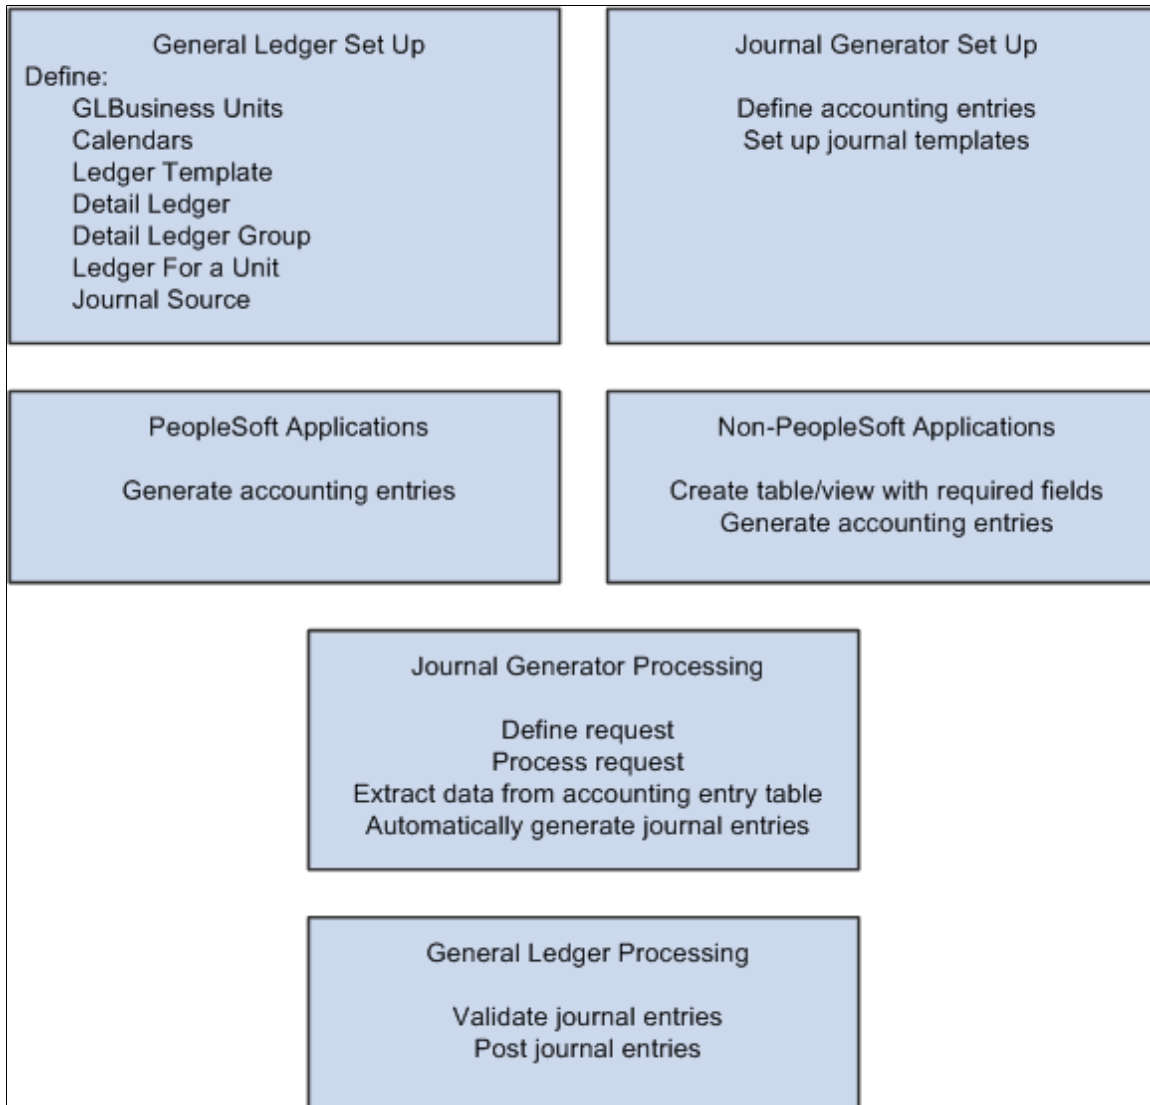 General Ledger Set Up
Define:
GLBusiness Units
Calendars
Ledger Template
Detail Ledger
Detail Ledger Group
Ledger For a Unit
Journal Source
Journal Generator Set Up
Define accounting entries
Set up journal templates
PeopleSoft Applications
Generate accounting entries
Non-PeopleSoft Applications
Create table/view with required fields
Generate accounting entries
Journal Generator Processing
Define request
Process request
Extract data from accounting entry table
Automatically generate journal entries
General Ledger Processing
Validate journal entries
Post journal entries